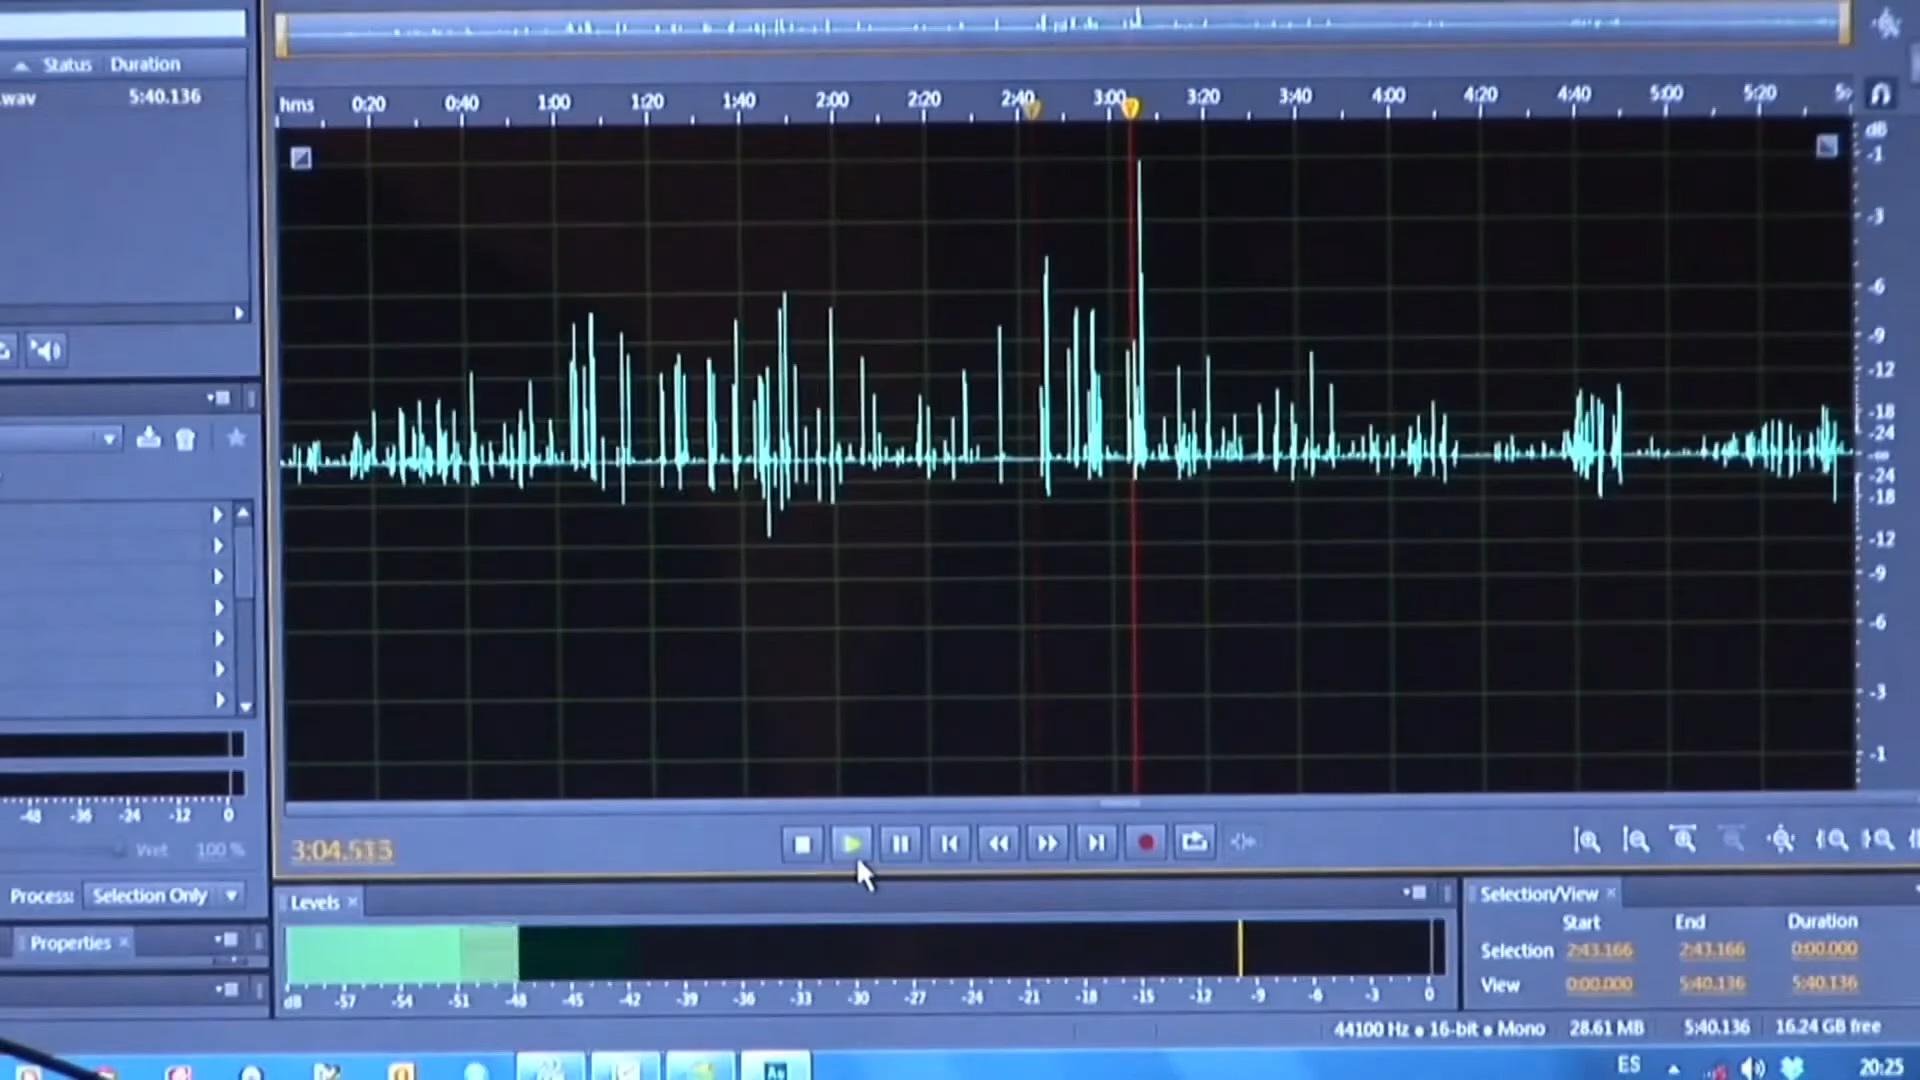 Status Duration
.wav 5:40.136
hms 0:20 0:40 1:00 1:20 1:40 2:00 2:20 2:40 3:00 3:20 3:40 4:00 4:20 4:40 5:00 5:20
dB
-1
-3
-6
-9
-12
-18
-24
-∞
-24
-18
-12
-9
-6
-3
-1
-48 -36 -24 -12 0
Wet 100 %
3:04.513
Process: Selection Only
Levels
Selection/View
Start End Duration
Properties
Selection 2:43.166 2:43.166 0:00.000
View 0:00.000 5:40.136 5:40.136
dB -57 -54 -51 -48 -45 -42 -39 -36 -33 -30 -27 -24 -21 -18 -15 -12 -9 -6 -3 0
44100 Hz ● 16-bit ● Mono 28.61 MB 5:40.136 16.24 GB free
Au
ES 20:25